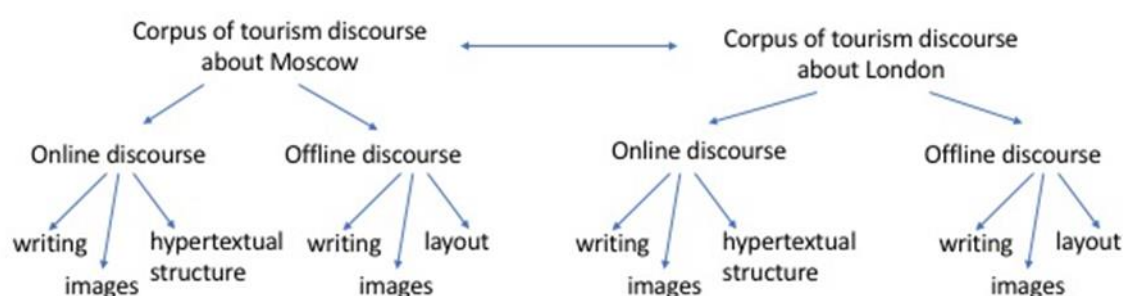 Corpus of tourism discourse
about Moscow
Corpus of tourism discourse
about London
Online discourse
Offline discourse
Online discourse
Offline discourse
writing
images
hypertextual
structure
writing
images
layout
writing
images
hypertextual
structure
writing
images
layout